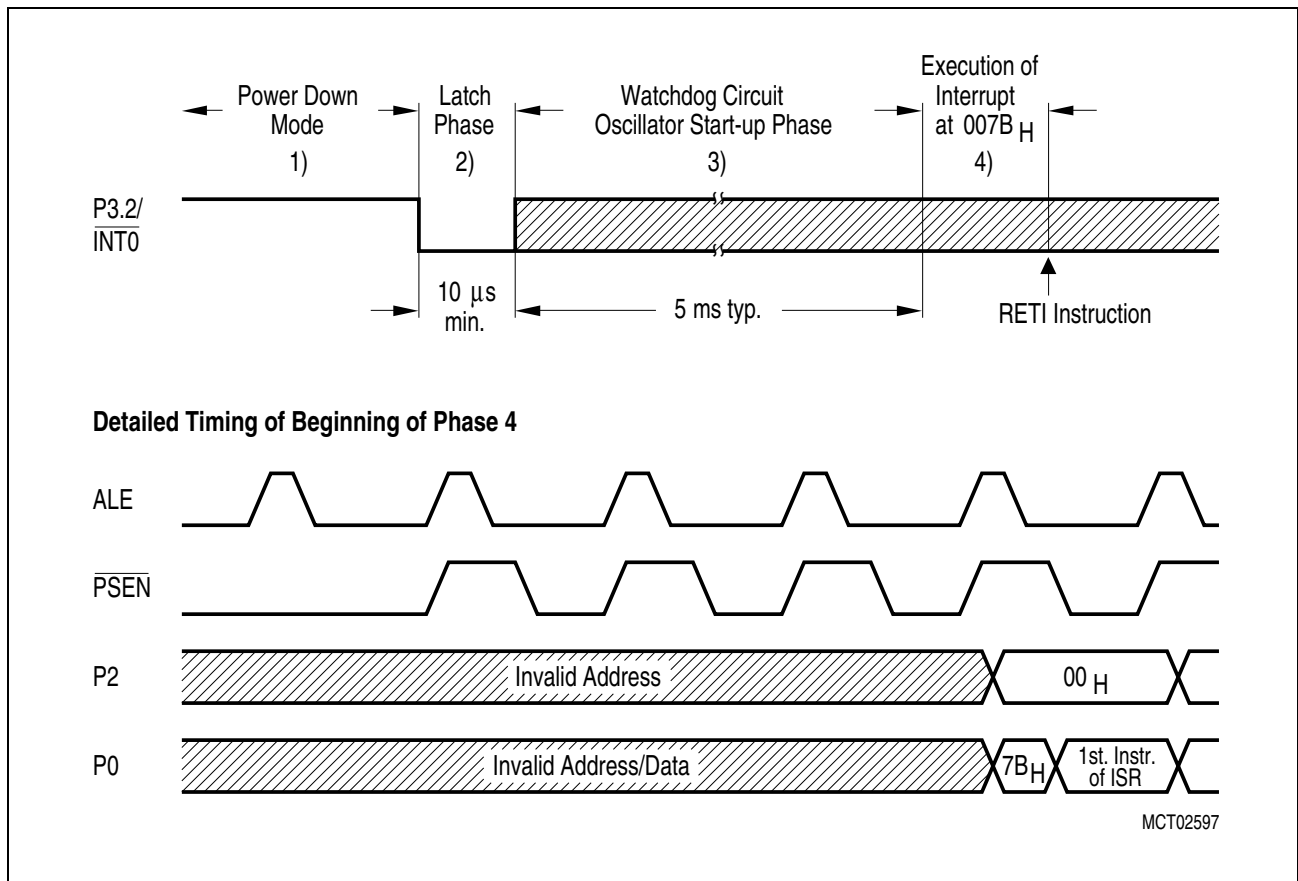 Power Down
Mode
1)
Latch
Phase
2)
Watchdog Circuit
Oscillator Start-up Phase
3)
Execution of
Interrupt
at 007B H
4)
P3.2/
INT0
10 μs
min.
5 ms typ.
RETI Instruction
Detailed Timing of Beginning of Phase 4
ALE
PSEN
P2
Invalid Address
00 H
P0
Invalid Address/Data
7B H
1st. Instr.
of ISR
MCT02597